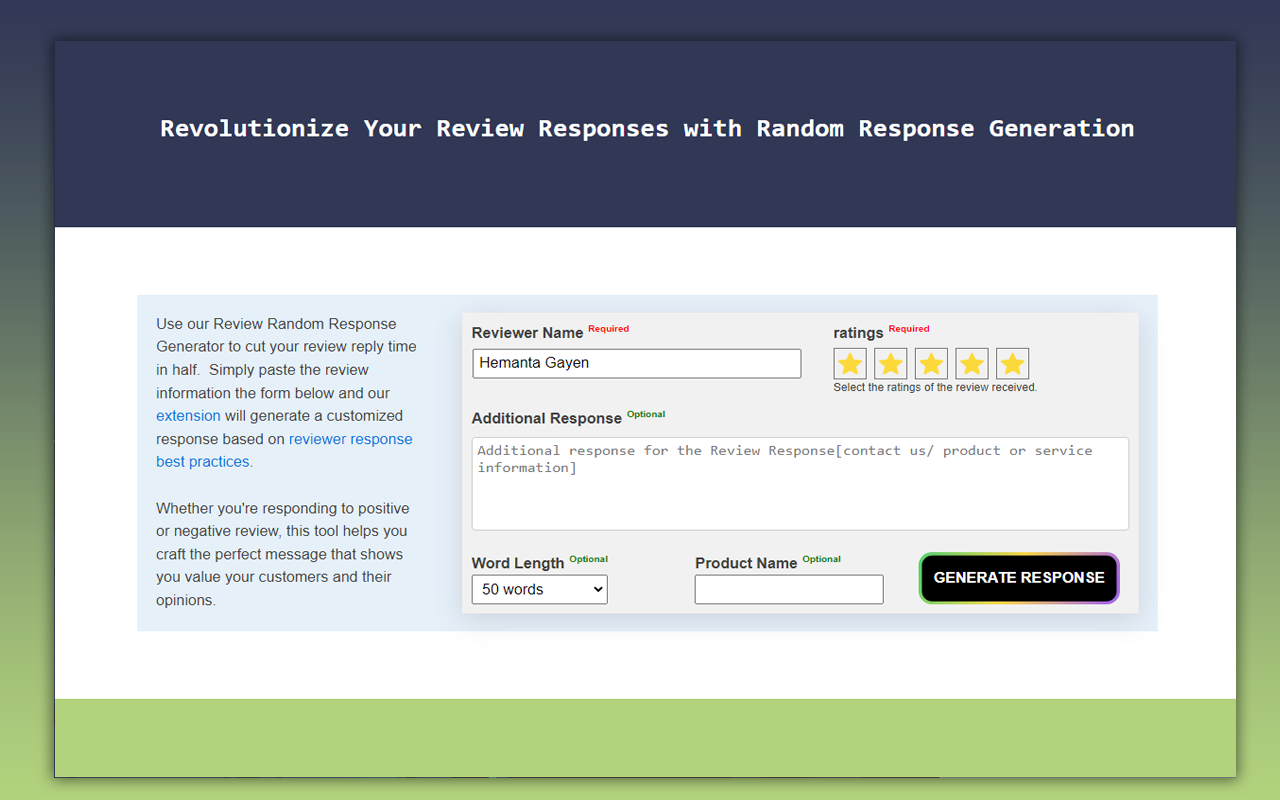 Revolutionize Your Review Responses with Random Response Generation
Use our Review Random Response
Generator to cut your review reply time
in half.  Simply paste the review
information the form below and our
extension will generate a customized
response based on reviewer response
best practices.
Whether you're responding to positive
or negative review, this tool helps you
craft the perfect message that shows
you value your customers and their
opinions.
Reviewer Name Required
Hemanta Gayen
ratings Required
Select the ratings of the review received.
Additional Response Optional
Additional response for the Review Response[contact us/ product or service
information]
Word Length Optional
50 words
Product Name Optional
GENERATE RESPONSE